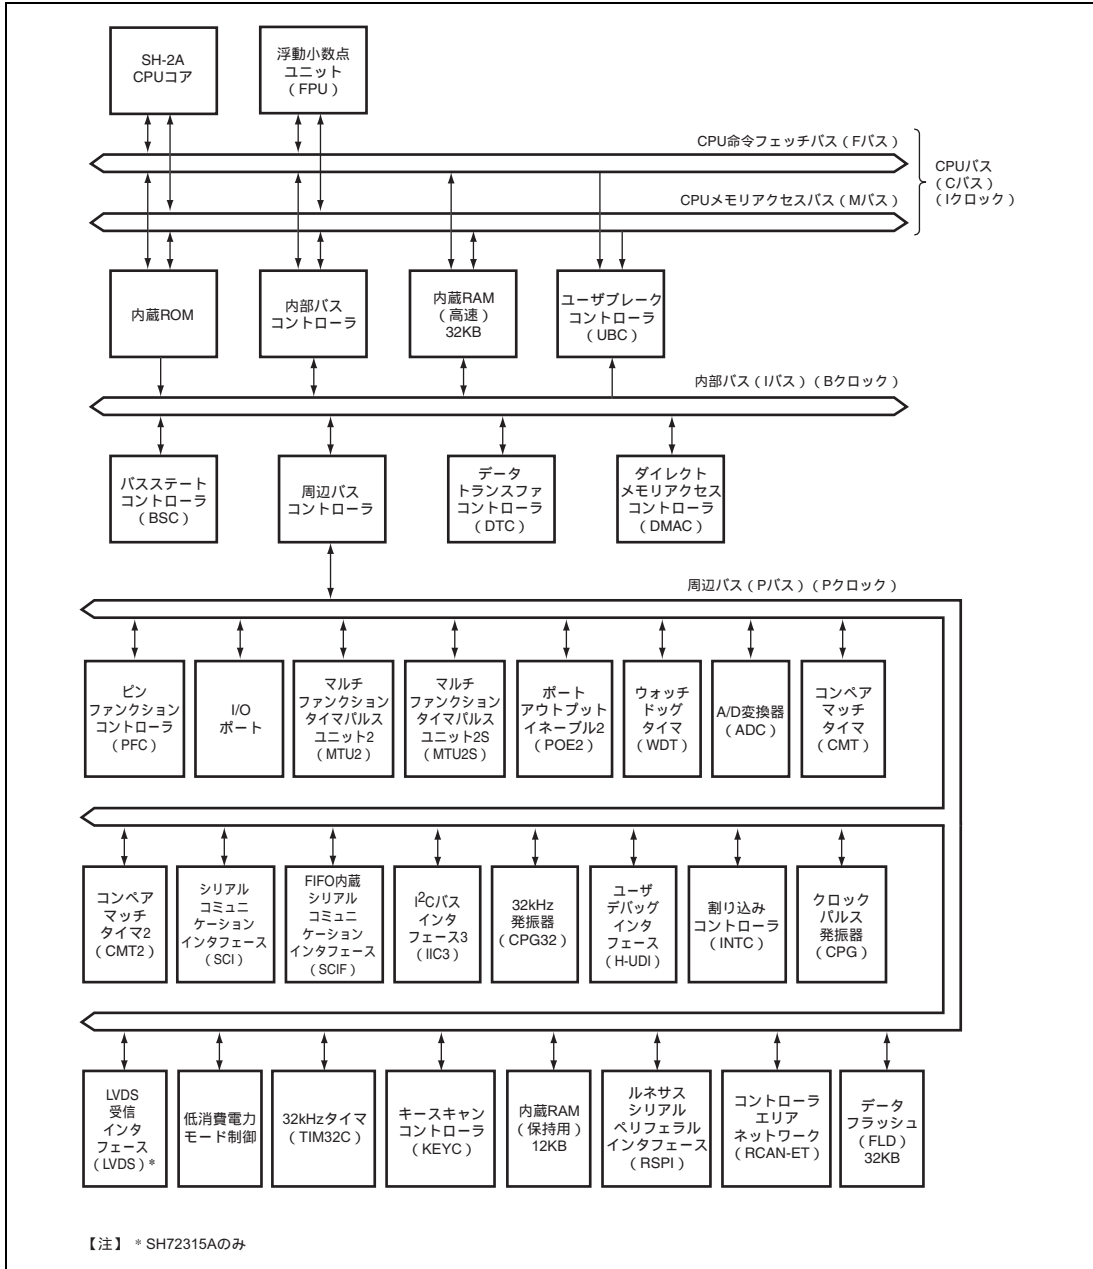 SH-2A
CPUコア
浮動小数点
ユニット
（FPU）
CPU命令フェッチバス（Fバス）
CPUメモリアクセスバス（Mバス）
CPUバス
（Cバス）
（Iクロック）
内蔵ROM
内部バス
コントローラ
内蔵RAM
（高速）
32KB
ユーザブレーク
コントローラ
（UBC）
内部バス（Iバス）（Bクロック）
バスステート
コントローラ
（BSC）
周辺バス
コントローラ
データ
トランスファ
コントローラ
（DTC）
ダイレクト
メモリアクセス
コントローラ
（DMAC）
周辺バス（Pバス）（Pクロック）
ピン
ファンクション
コントローラ
（PFC）
I/O
ポート
マルチ
ファンクション
タイマパルス
ユニット2
（MTU2）
マルチ
ファンクション
タイマパルス
ユニット2S
（MTU2S）
ポート
アウトプット
イネーブル2
（POE2）
ウォッチ
ドッグ
タイマ
（WDT）
A/D変換器
（ADC）
コンペア
マッチ
タイマ
（CMT）
コンペア
マッチ
タイマ2
（CMT2）
シリアル
コミュニ
ケーション
インタフェース
（SCI）
FIFO内蔵
シリアル
コミュニ
ケーション
インタフェース
（SCIF）
I²Cバス
インタ
フェース3
（IIC3）
32kHz
発振器
（CPG32）
ユーザ
デバッグ
インタ
フェース
（H-UDI）
割り込み
コントローラ
（INTC）
クロック
パルス
発振器
（CPG）
LVDS
受信
インタ
フェース
（LVDS）*
低消費電力
モード制御
32kHzタイマ
（TIM32C）
キースキャン
コントローラ
（KEYC）
内蔵RAM
（保持用）
12KB
ルネサス
シリアル
ペリフェラル
インタフェース
（RSPI）
コントローラ
エリア
ネットワーク
（RCAN-ET）
データ
フラッシュ
（FLD）
32KB
【注】 * SH72315Aのみ